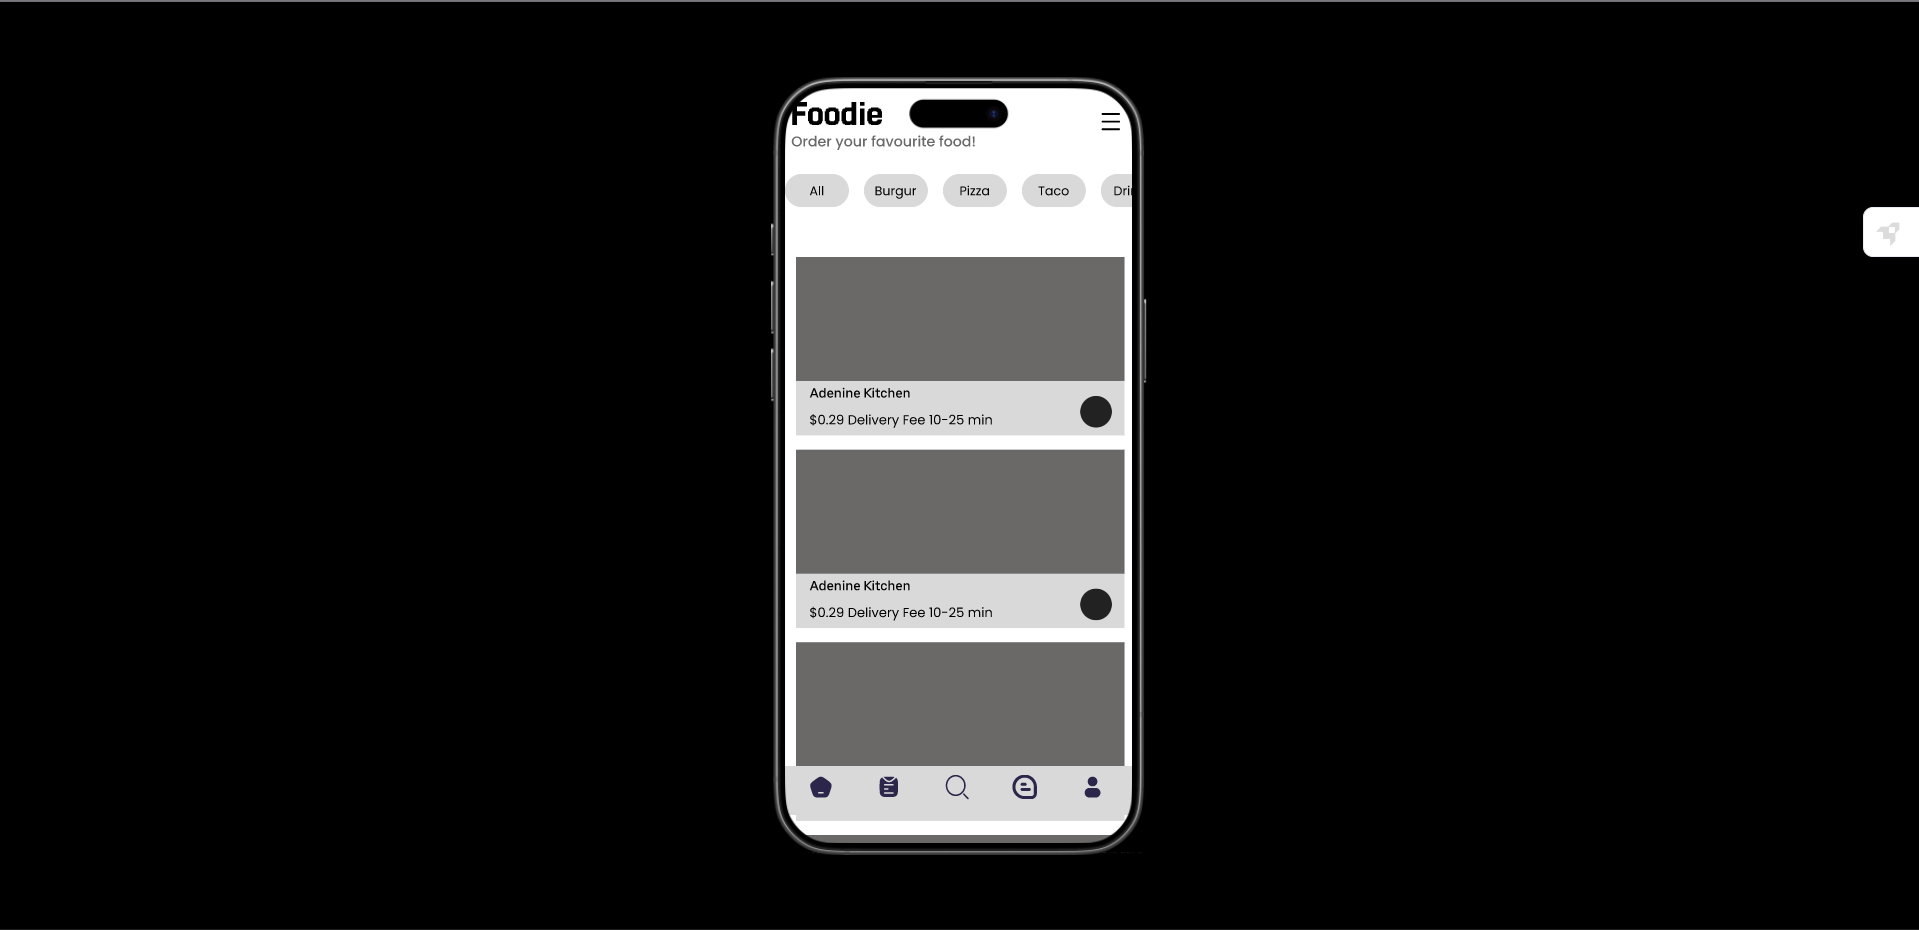 Foodie
Order your favourite food!
All Burgur Pizza Taco
Adenine Kitchen
$0.29 Delivery Fee 10-25 min
Adenine Kitchen
$0.29 Delivery Fee 10-25 min